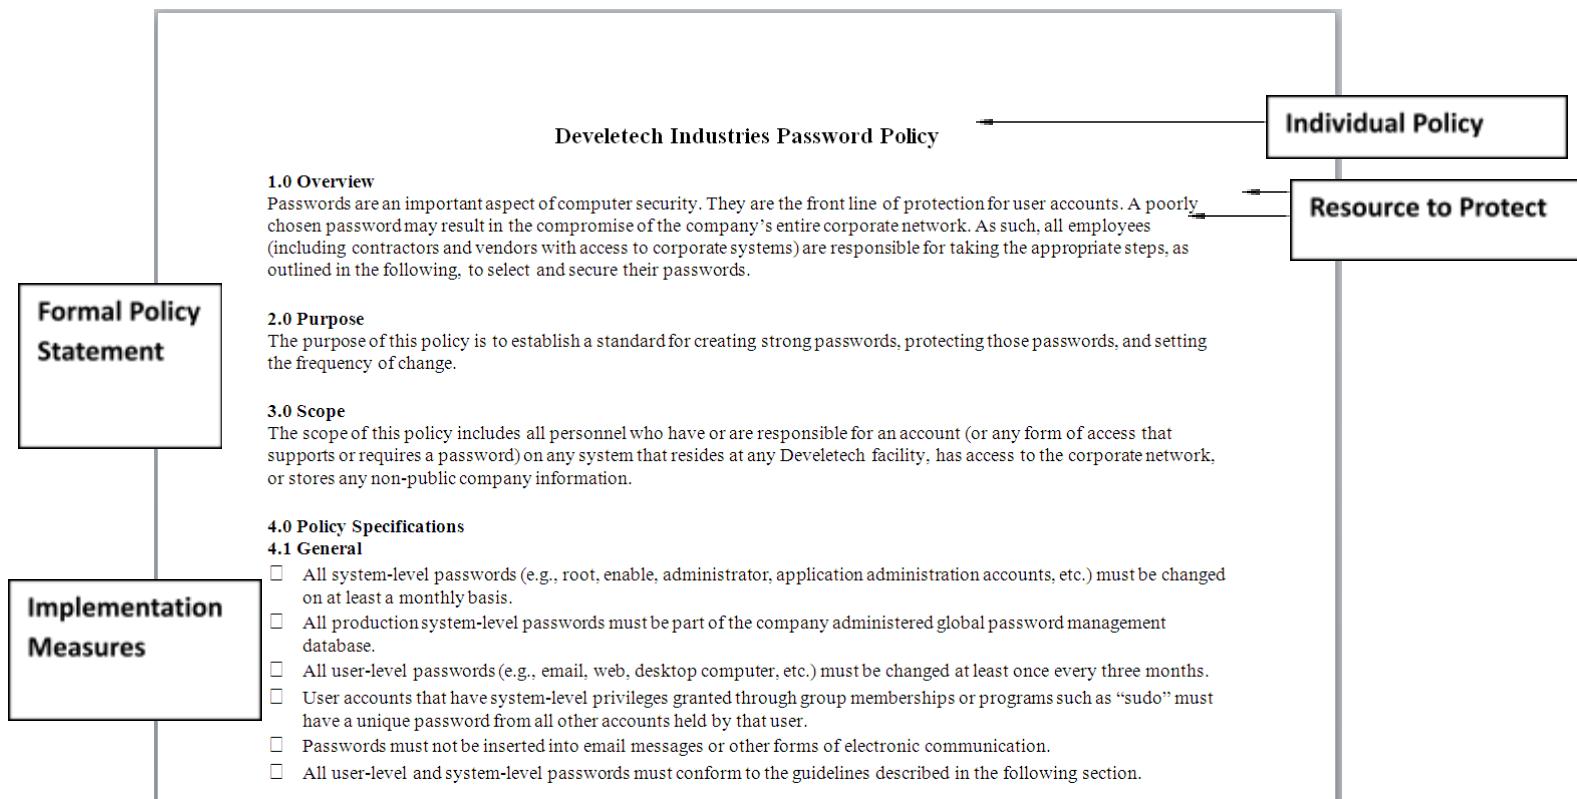 Develetech Industries Password Policy
Individual Policy
1.0 Overview
Passwords are an important aspect of computer security. They are the front line of protection for user accounts. A poorly
chosen password may result in the compromise of the company’s entire corporate network. As such, all employees
(including contractors and vendors with access to corporate systems) are responsible for taking the appropriate steps, as
outlined in the following, to select and secure their passwords.
Resource to Protect
Formal Policy
Statement
2.0 Purpose
The purpose of this policy is to establish a standard for creating strong passwords, protecting those passwords, and setting
the frequency of change.
3.0 Scope
The scope of this policy includes all personnel who have or are responsible for an account (or any form of access that
supports or requires a password) on any system that resides at any Develetech facility, has access to the corporate network,
or stores any non-public company information.
4.0 Policy Specifications
4.1 General
Implementation
Measures
All system-level passwords (e.g., root, enable, administrator, application administration accounts, etc.) must be changed
on at least a monthly basis.
All production system-level passwords must be part of the company administered global password management
database.
All user-level passwords (e.g., email, web, desktop computer, etc.) must be changed at least once every three months.
User accounts that have system-level privileges granted through group memberships or programs such as “sudo” must
have a unique password from all other accounts held by that user.
Passwords must not be inserted into email messages or other forms of electronic communication.
All user-level and system-level passwords must conform to the guidelines described in the following section.